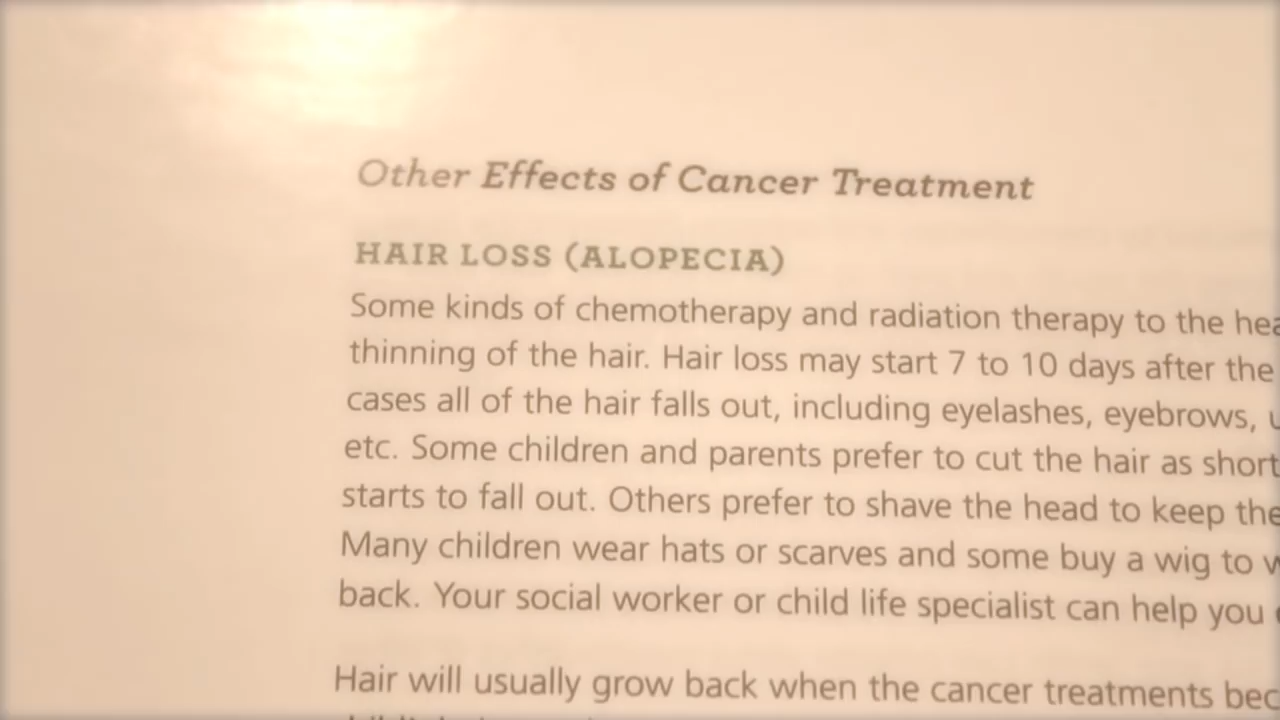 Other Effects of Cancer Treatment
HAIR LOSS (ALOPECIA)
Some kinds of chemotherapy and radiation therapy to the
thinning of the hair. Hair loss may start 7 to 10 days after the
cases all of the hair falls out, including eyelashes, eyebrows,
etc. Some children and parents prefer to cut the hair as short
starts to fall out. Others prefer to shave the head to keep the
Many children wear hats or scarves and some buy a wig to
back. Your social worker or child life specialist can help you
Hair will usually grow back when the cancer treatments